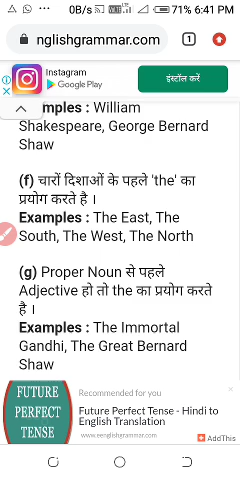 0B/s 71% 6:41 PM
nglishgrammar.com 1
Instagram
Google Play
इंस्टॉल करें
mples : William
Shakespeare, George Bernard
Shaw
(f) चारों दिशाओं के पहले 'the' का
प्रयोग करते है ।
Examples : The East, The
South, The West, The North
(g) Proper Noun से पहले
Adjective हो तो the का प्रयोग करते
है ।
Examples : The Immortal
Gandhi, The Great Bernard
Shaw
FUTURE
PERFECT
TENSE
Recommended for you
Future Perfect Tense - Hindi to
English Translation
www.eenglishgrammar.com
AddThis